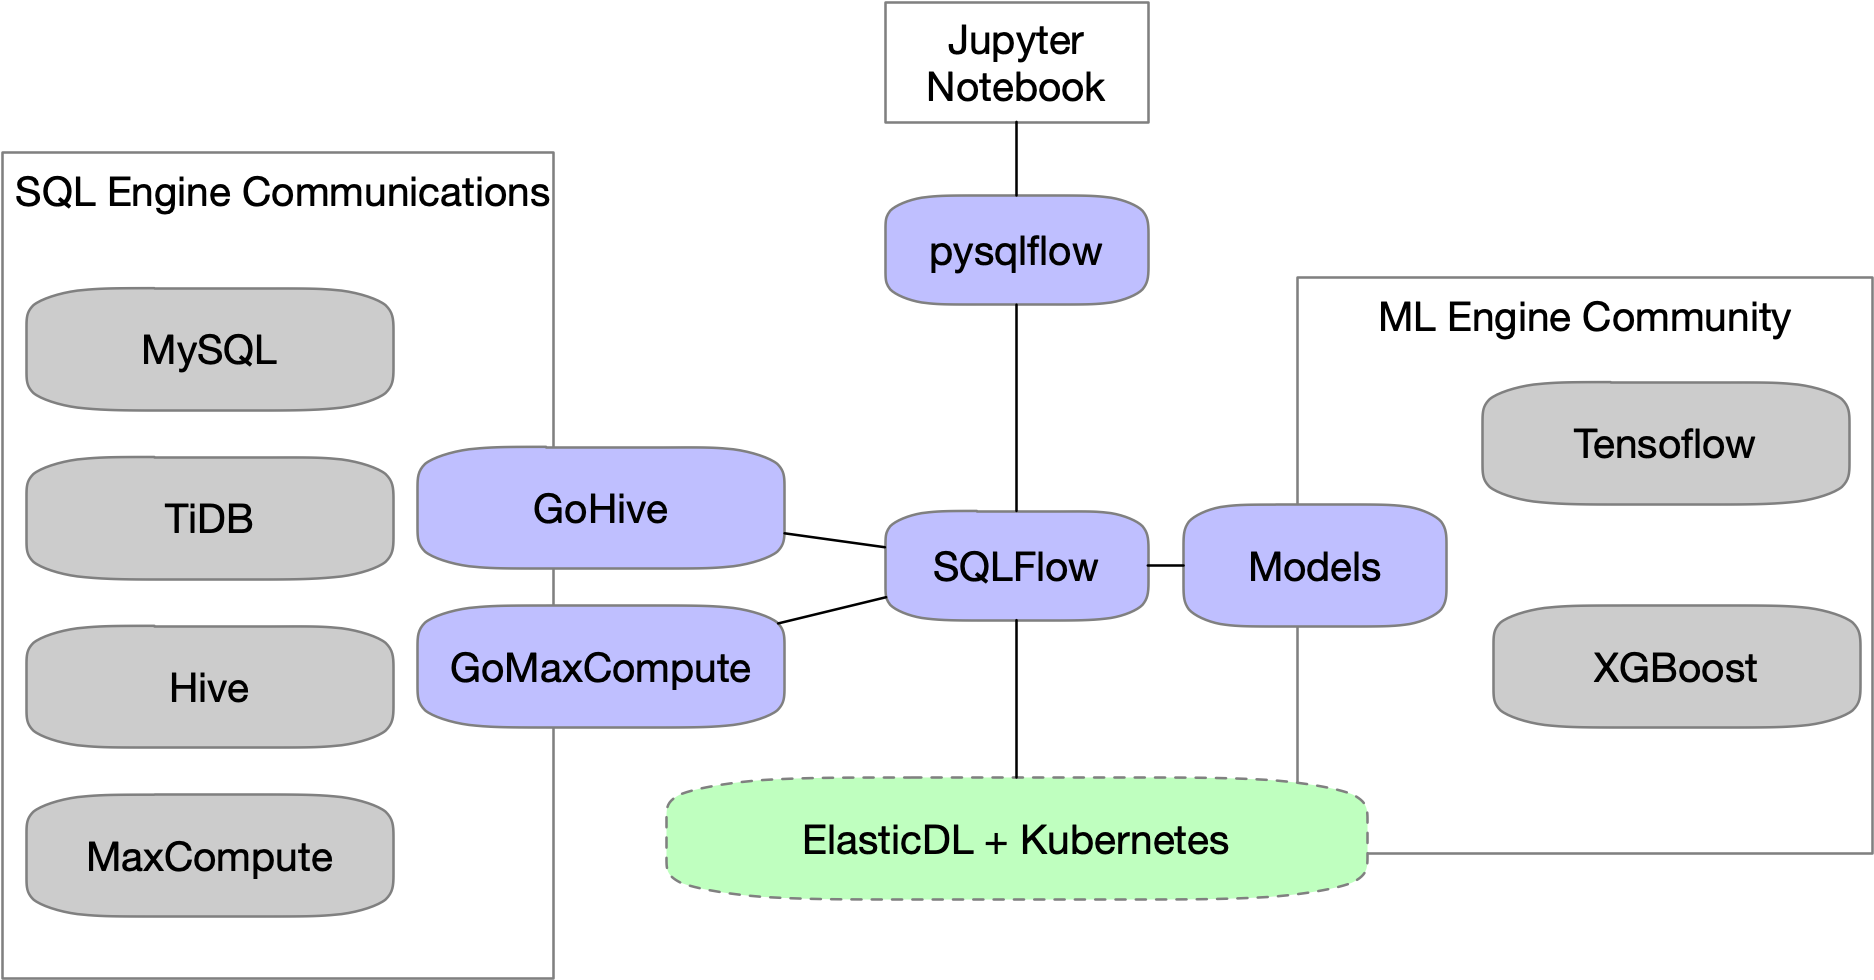 Jupyter
Notebook
SQL Engine Communications
pysqlflow
ML Engine Community
MySQL
Tensoflow
TiDB
GoHive
SQLFlow
Models
Hive
GoMaxCompute
XGBoost
MaxCompute
ElasticDL + Kubernetes